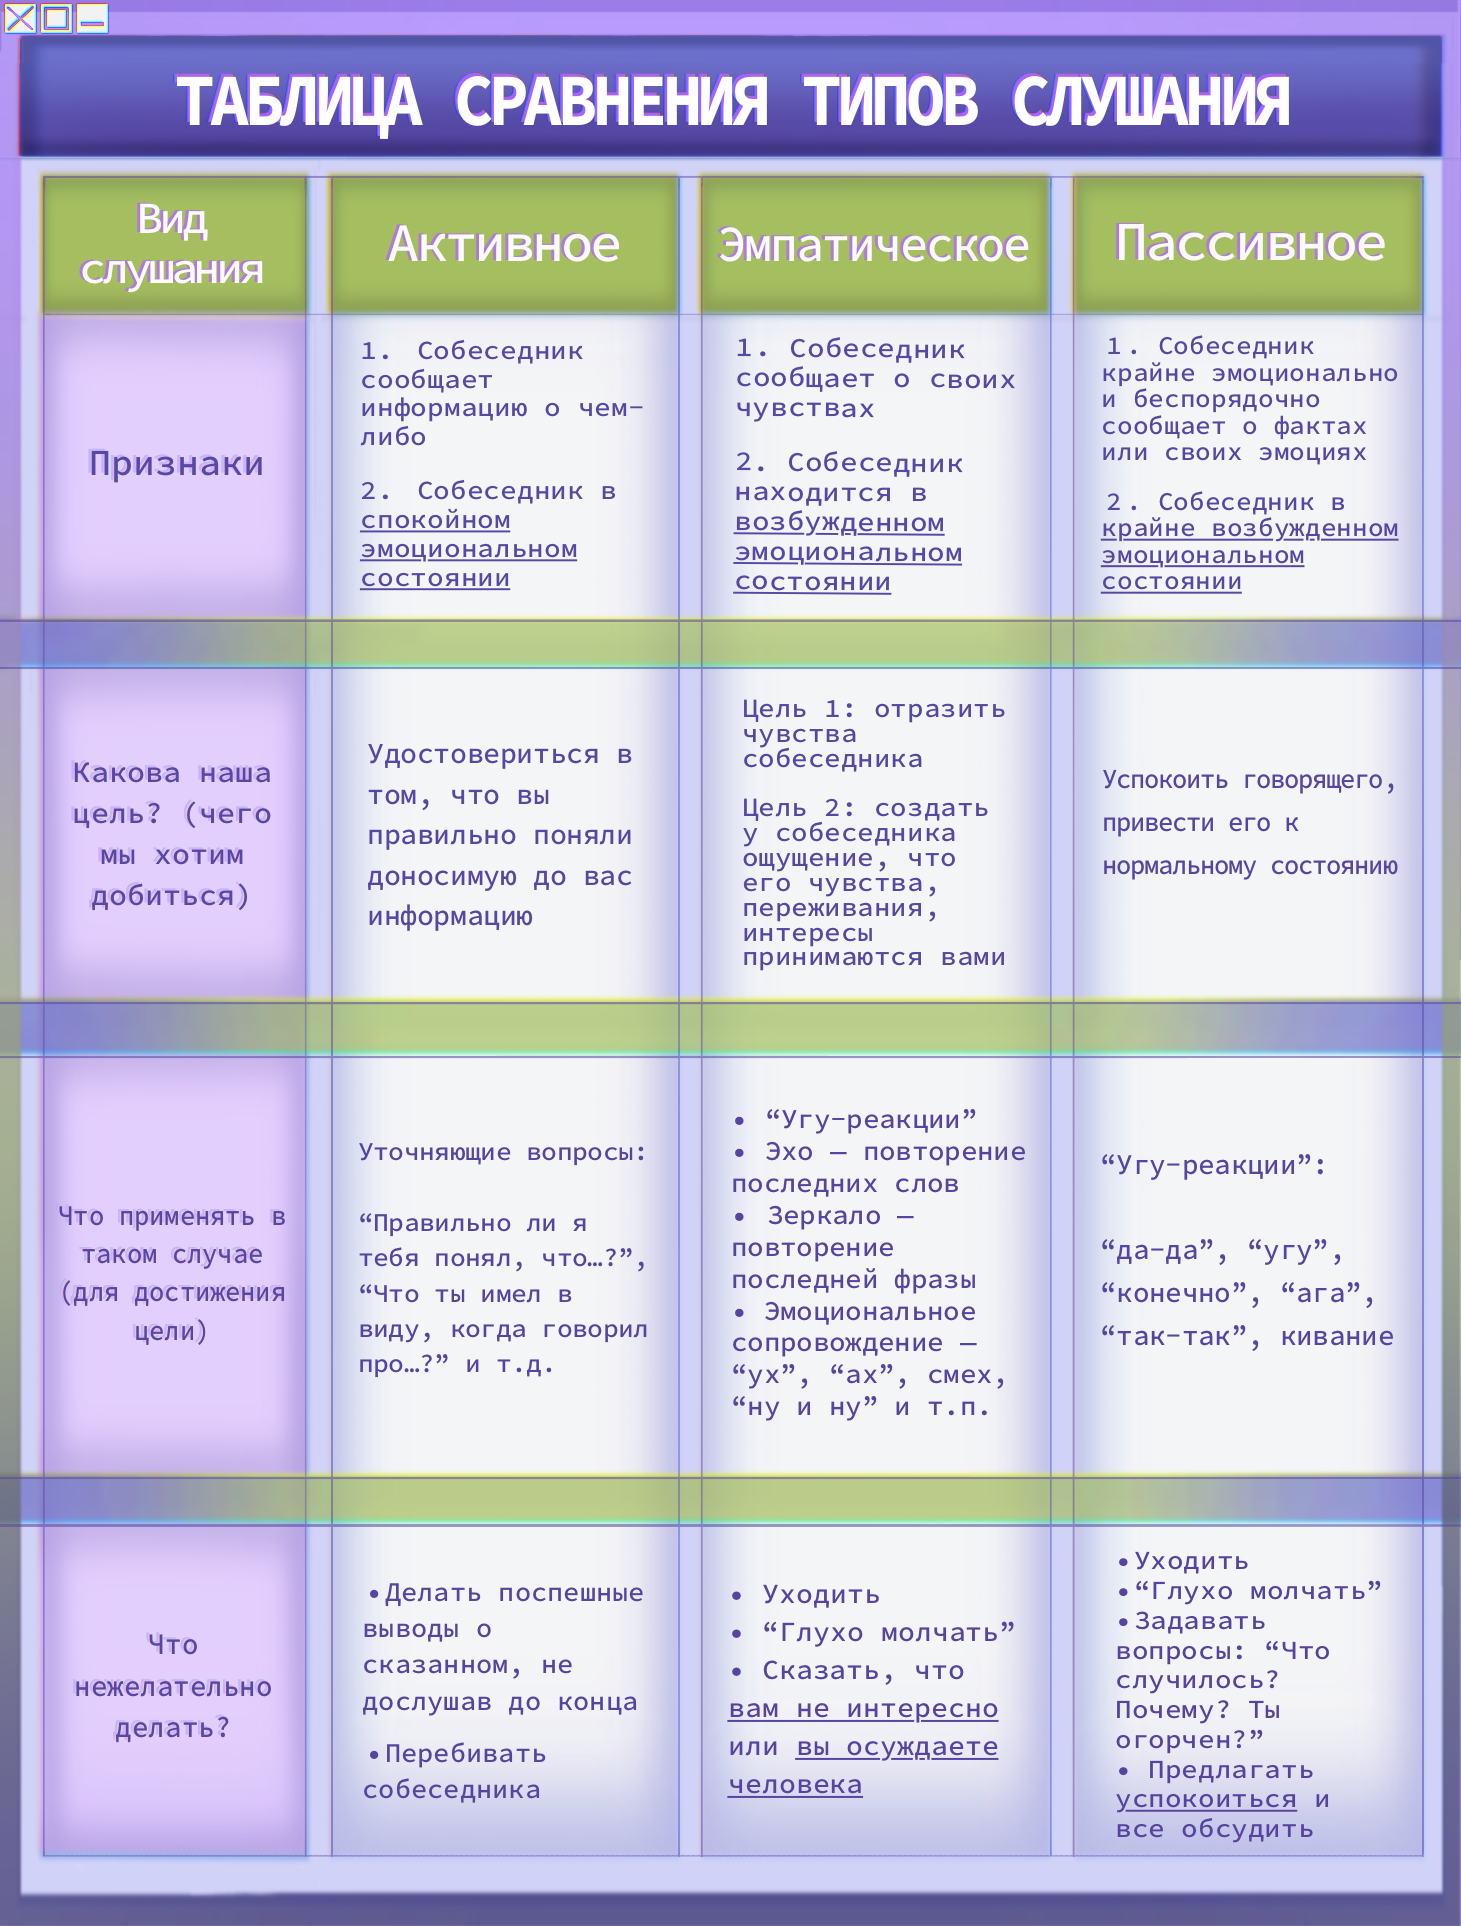 ТАБЛИЦА СРАВНЕНИЯ ТИПОВ СЛУШАНИЯ
Вид
слушания
Активное
Эмпатическое
Пассивное
Признаки
1. Собеседник
сообщает
информацию о чем-
либо
2. Собеседник в
спокойном
эмоциональном
состоянии
1. Собеседник
сообщает о своих
чувствах
2. Собеседник
находится в
возбужденном
эмоциональном
состоянии
1. Собеседник
крайне эмоционально
и беспорядочно
сообщает о фактах
или своих эмоциях
2. Собеседник в
крайне возбужденном
эмоциональном
состоянии
Какова наша
цель? (чего
мы хотим
добиться)
Удостовериться в
том, что вы
правильно поняли
доносимую до вас
информацию
Цель 1: отразить
чувства
собеседника
Цель 2: создать
у собеседника
ощущение, что
его чувства,
переживания,
интересы
принимаются вами
Успокоить говорящего,
привести его к
нормальному состоянию
Что применять в
таком случае
(для достижения
цели)
Уточняющие вопросы:
“Правильно ли я
тебя понял, что…?”,
“Что ты имел в
виду, когда говорил
про…?” и т.д.
• “Угу-реакции”
• Эхо – повторение
последних слов
• Зеркало –
повторение
последней фразы
• Эмоциональное
сопровождение –
“ух”, “ах”, смех,
“ну и ну” и т.п.
“Угу-реакции”:
“да-да”, “угу”,
“конечно”, “ага”,
“так-так”, кивание
Что
нежелательно
делать?
•Делать поспешные
выводы о
сказанном, не
дослушав до конца
•Перебивать
собеседника
• Уходить
• “Глухо молчать”
• Сказать, что
вам не интересно
или вы осуждаете
человека
•Уходить
•“Глухо молчать”
•Задавать
вопросы: “Что
случилось?
Почему? Ты
огорчен?”
• Предлагать
успокоиться и
все обсудить